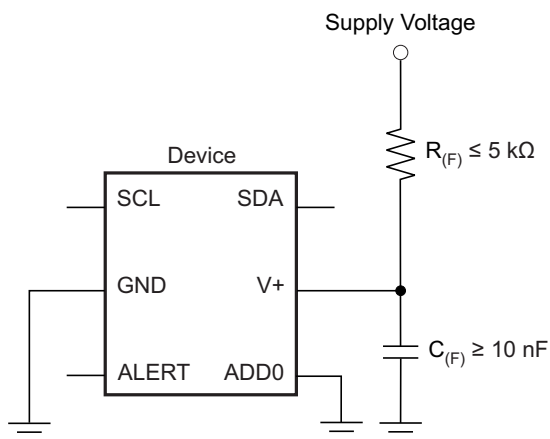 Supply Voltage
R(F) ≤ 5 kΩ
Device
SCL SDA
GND V+
C(F) ≥ 10 nF
ALERT ADD0